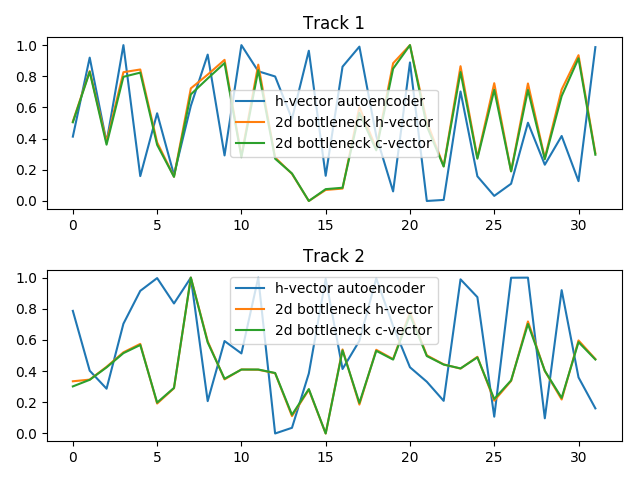 Track 1
1.0
0.8
0.6
0.4
0.2
0.0
h-vector autoencoder
2d bottleneck h-vector
2d bottleneck c-vector
0 5 10 15 20 25 30
Track 2
1.0
0.8
0.6
0.4
0.2
0.0
h-vector autoencoder
2d bottleneck h-vector
2d bottleneck c-vector
0 5 10 15 20 25 30